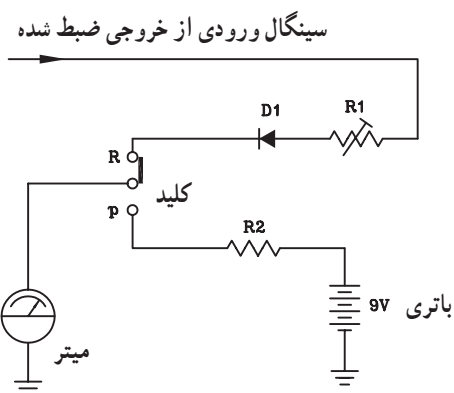 سینگال ورودی از خروجی ضبط شده
D1
R1
R
کلید
p
R2
9V
باتری
میتر